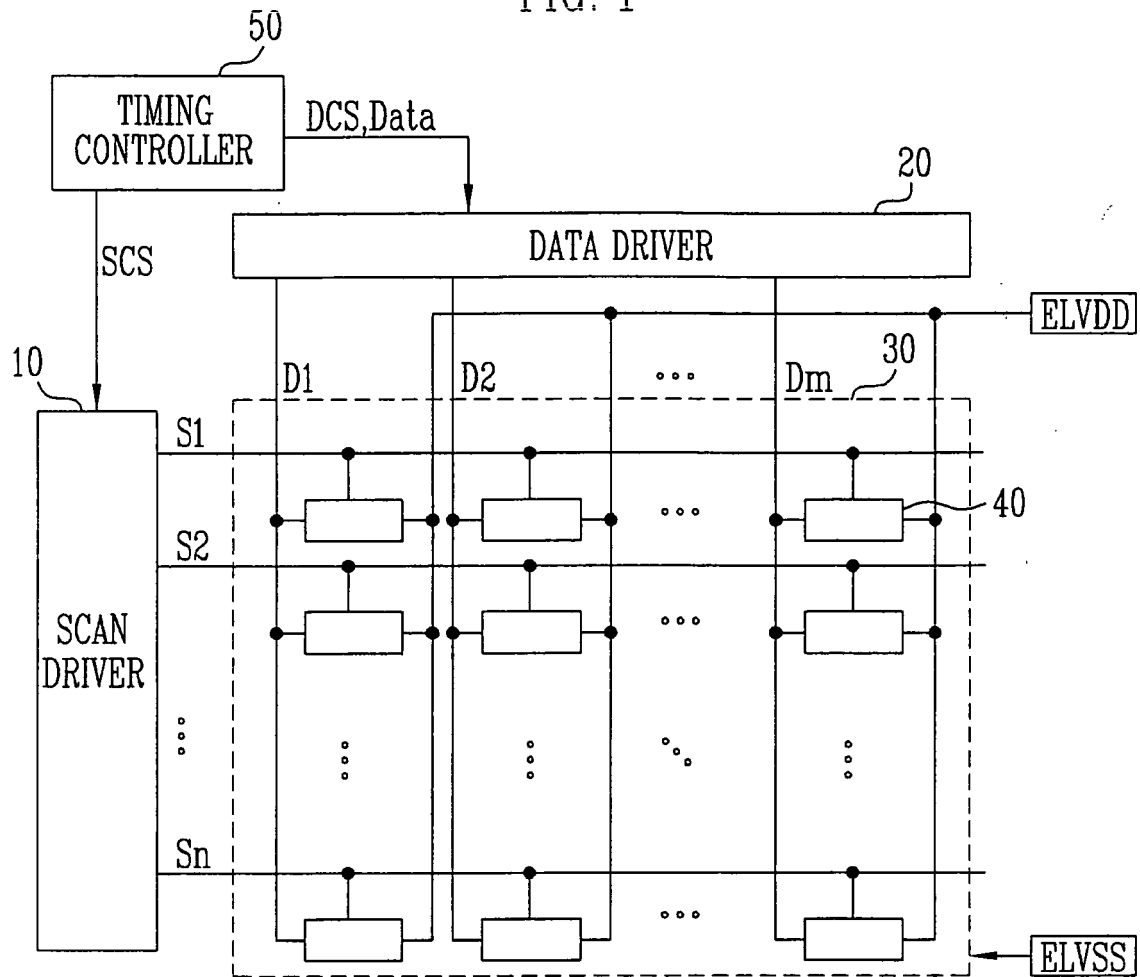 FIG. 1
50
TIMING
CONTROLLER
DCS,Data
20
DATA DRIVER
SCS
ELVDD
10
D1
D2
Dm
30
S1
40
S2
SCAN
DRIVER
Sn
ELVSS